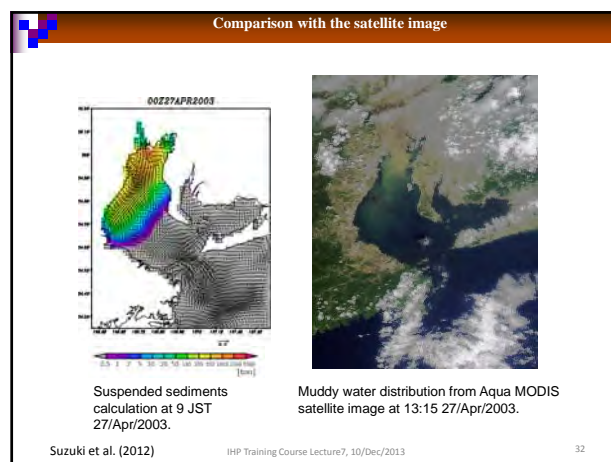 Comparison with the satellite image
00Z27APR2003
[ton]
Suspended sediments
calculation at 9 JST
27/Apr/2003.
Muddy water distribution from Aqua MODIS
satellite image at 13:15 27/Apr/2003.
Suzuki et al. (2012)
IHP Training Course Lecture7, 10/Dec/2013
32